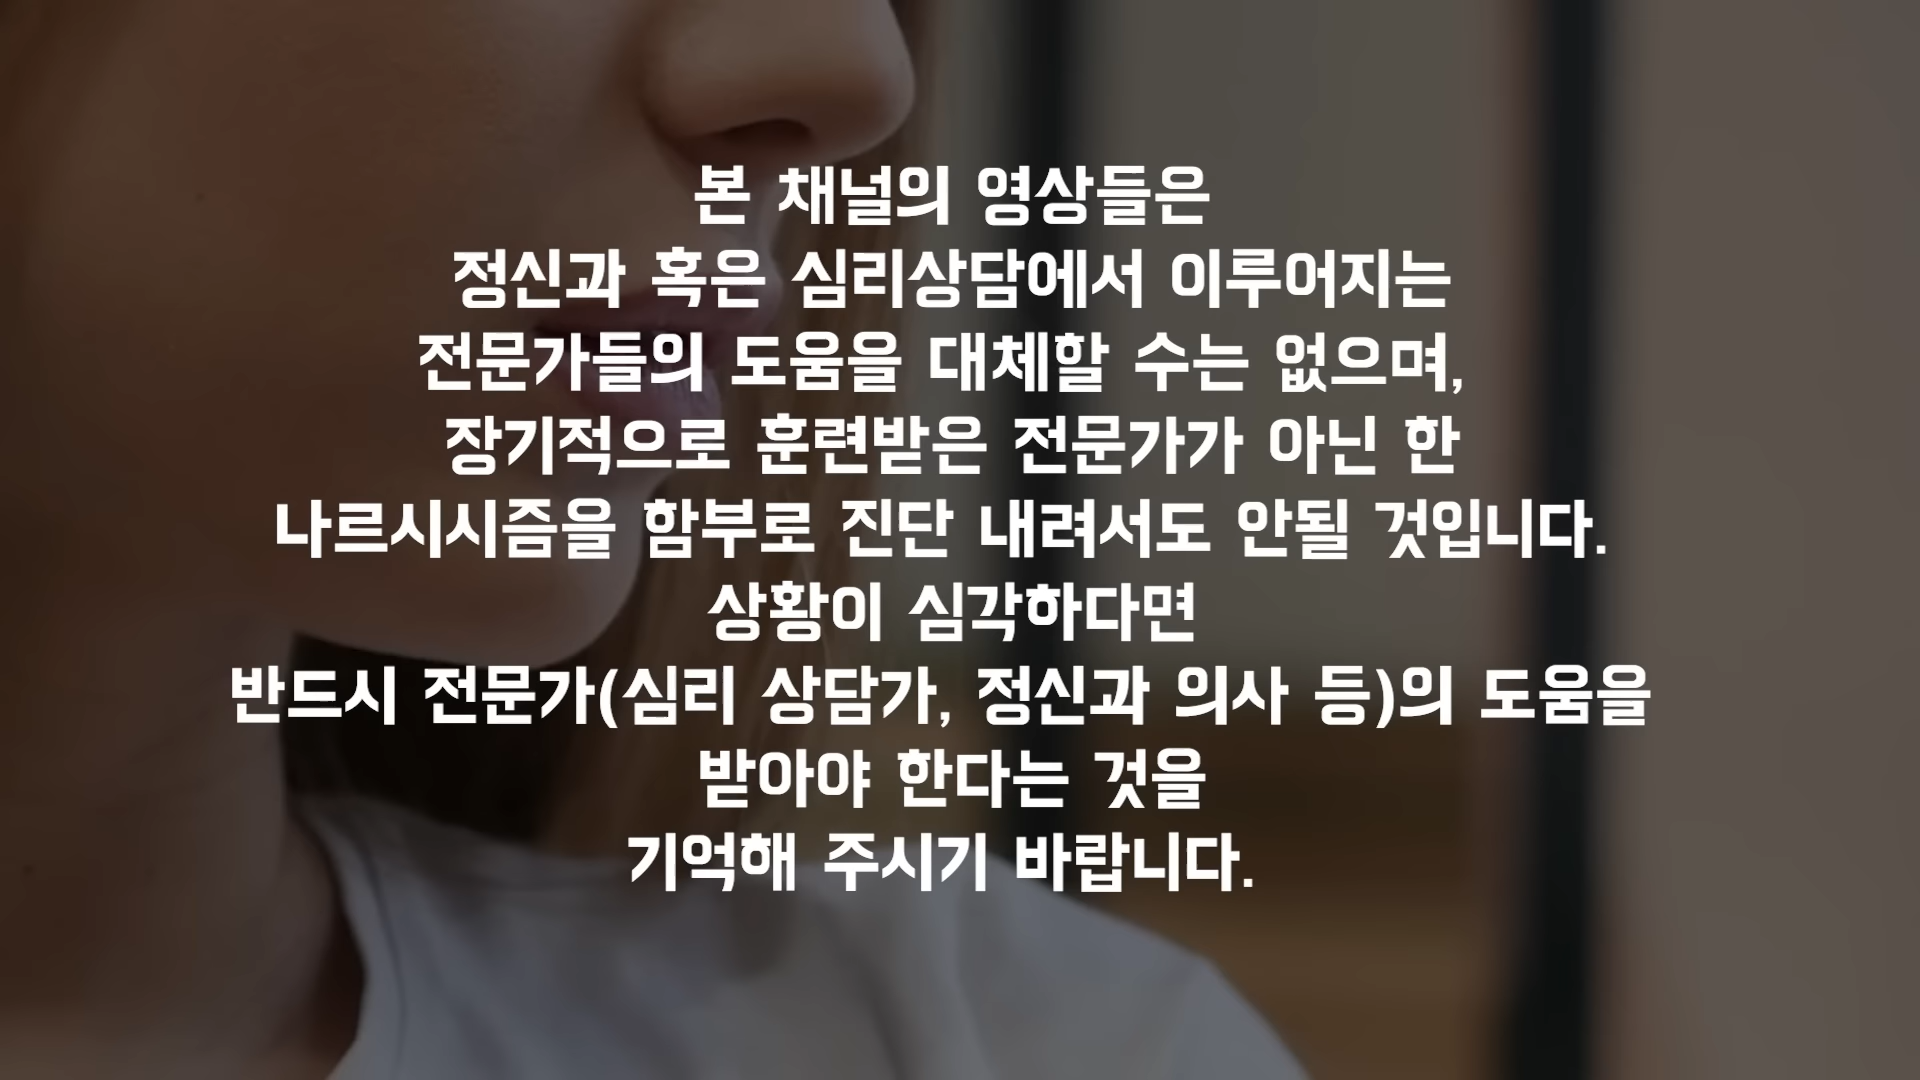 본 채널의 영상들은
정신과 혹은 심리상담에서 이루어지는
전문가들의 도움을 대체할 수는 없으며,
장기적으로 훈련받은 전문가가 아닌 한
나르시시즘을 함부로 진단 내려서도 안될 것입니다.
상황이 심각하다면
반드시 전문가(심리 상담가, 정신과 의사 등)의 도움을
받아야 한다는 것을
기억해 주시기 바랍니다.